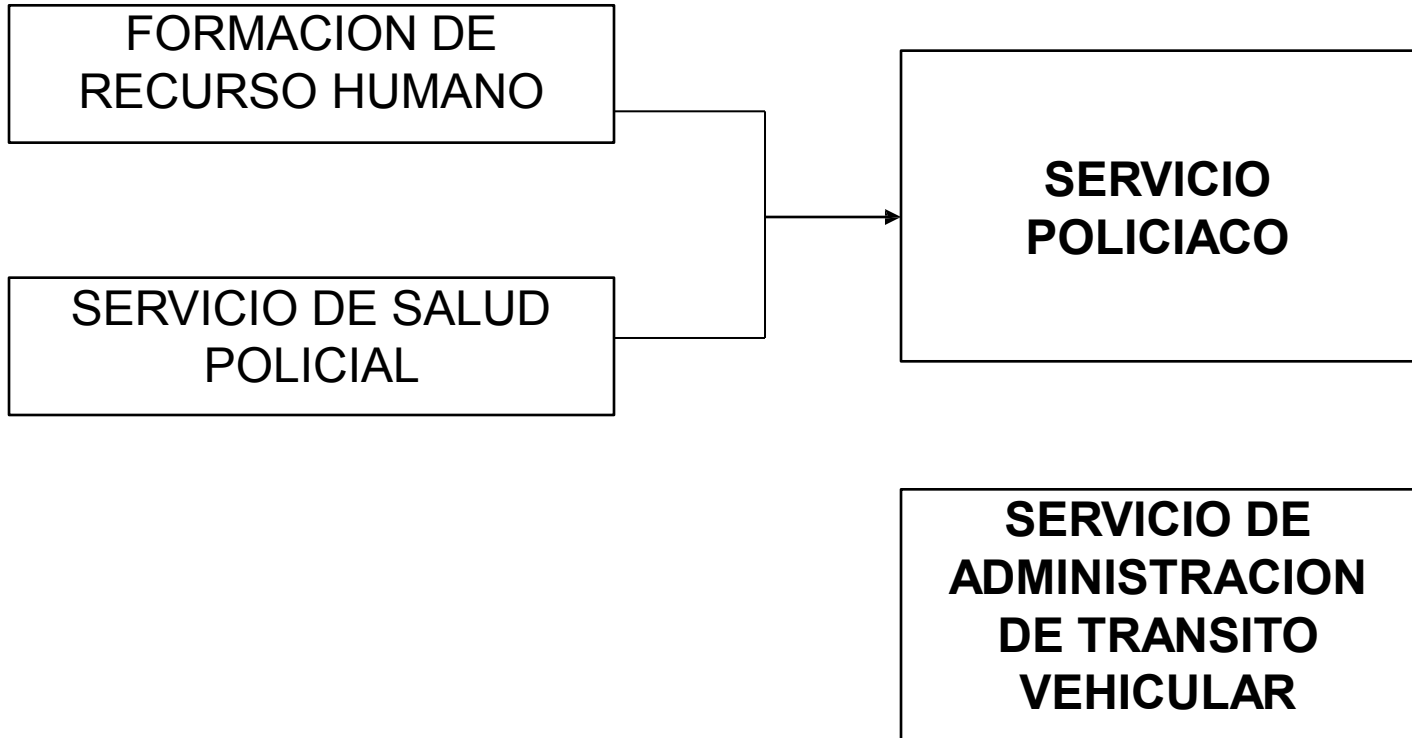 FORMACION DE
RECURSO HUMANO
SERVICIO
POLICIACO
SERVICIO DE SALUD
POLICIAL
SERVICIO DE
ADMINISTRACION
DE TRANSITO
VEHICULAR